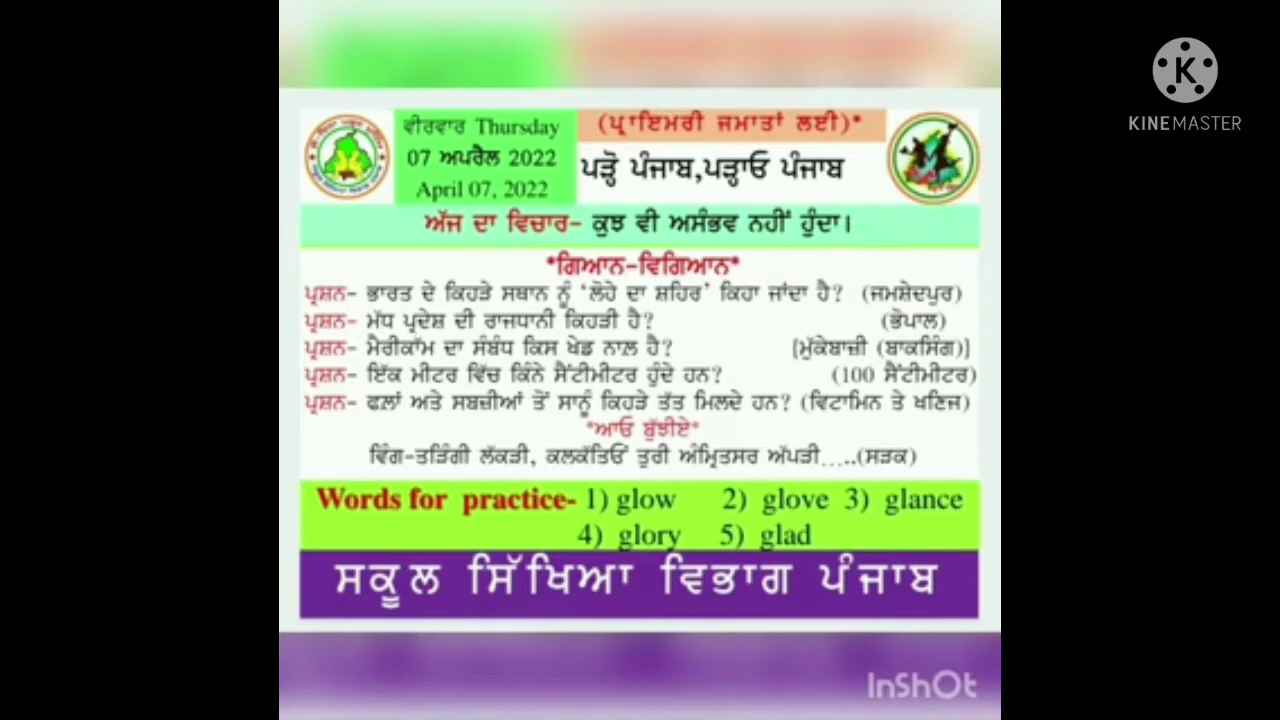 ਵੀਰਵਾਰ Thursday
07 ਅਪਰੈਲ 2022
April 07, 2022
(ਪ੍ਰਾਇਮਰੀ ਜਮਾਤਾਂ ਲਈ)*
ਪੜ੍ਹੋ ਪੰਜਾਬ,ਪੜ੍ਹਾਓ ਪੰਜਾਬ
ਅੱਜ ਦਾ ਵਿਚਾਰ- ਕੁਝ ਵੀ ਅਸੰਭਵ ਨਹੀਂ ਹੁੰਦਾ।
*ਗਿਆਨ-ਵਿਗਿਆਨ*
ਪ੍ਰਸ਼ਨ- ਭਾਰਤ ਦੇ ਕਿਹੜੇ ਸਥਾਨ ਨੂੰ 'ਲੋਹੇ ਦਾ ਸ਼ਹਿਰ' ਕਿਹਾ ਜਾਂਦਾ ਹੈ? (ਜਮਸ਼ੇਦਪੁਰ)
ਪ੍ਰਸ਼ਨ- ਮੱਧ ਪ੍ਰਦੇਸ਼ ਦੀ ਰਾਜਧਾਨੀ ਕਿਹੜੀ ਹੈ? (ਭੋਪਾਲ)
ਪ੍ਰਸ਼ਨ- ਮੈਰੀਕਾੱਮ ਦਾ ਸੰਬੰਧ ਕਿਸ ਖੇਡ ਨਾਲ਼ ਹੈ? [ਮੁੱਕੇਬਾਜ਼ੀ (ਬਾਕਸਿੰਗ)]
ਪ੍ਰਸ਼ਨ- ਇੱਕ ਮੀਟਰ ਵਿੱਚ ਕਿੰਨੇ ਸੈਂਟੀਮੀਟਰ ਹੁੰਦੇ ਹਨ? (100 ਸੈਂਟੀਮੀਟਰ)
ਪ੍ਰਸ਼ਨ- ਫਲਾਂ ਅਤੇ ਸਬਜ਼ੀਆਂ ਤੋਂ ਸਾਨੂੰ ਕਿਹੜੇ ਤੱਤ ਮਿਲਦੇ ਹਨ? (ਵਿਟਾਮਿਨ ਤੇ ਖਣਿਜ)
*ਆਓ ਬੁੱਝੀਏ*
ਵਿੰਗ-ਤੜਿੰਗੀ ਲੱਕੜੀ, ਕਲਕੱਤਿਓਂ ਤੁਰੀ ਅੰਮ੍ਰਿਤਸਰ ਅੱਪੜੀ.....(ਸੜਕ)
Words for practice- 1) glow 2) glove 3) glance
4) glory 5) glad
ਸਕੂਲ ਸਿੱਖਿਆ ਵਿਭਾਗ ਪੰਜਾਬ
InShOt
K
KINEMASTER